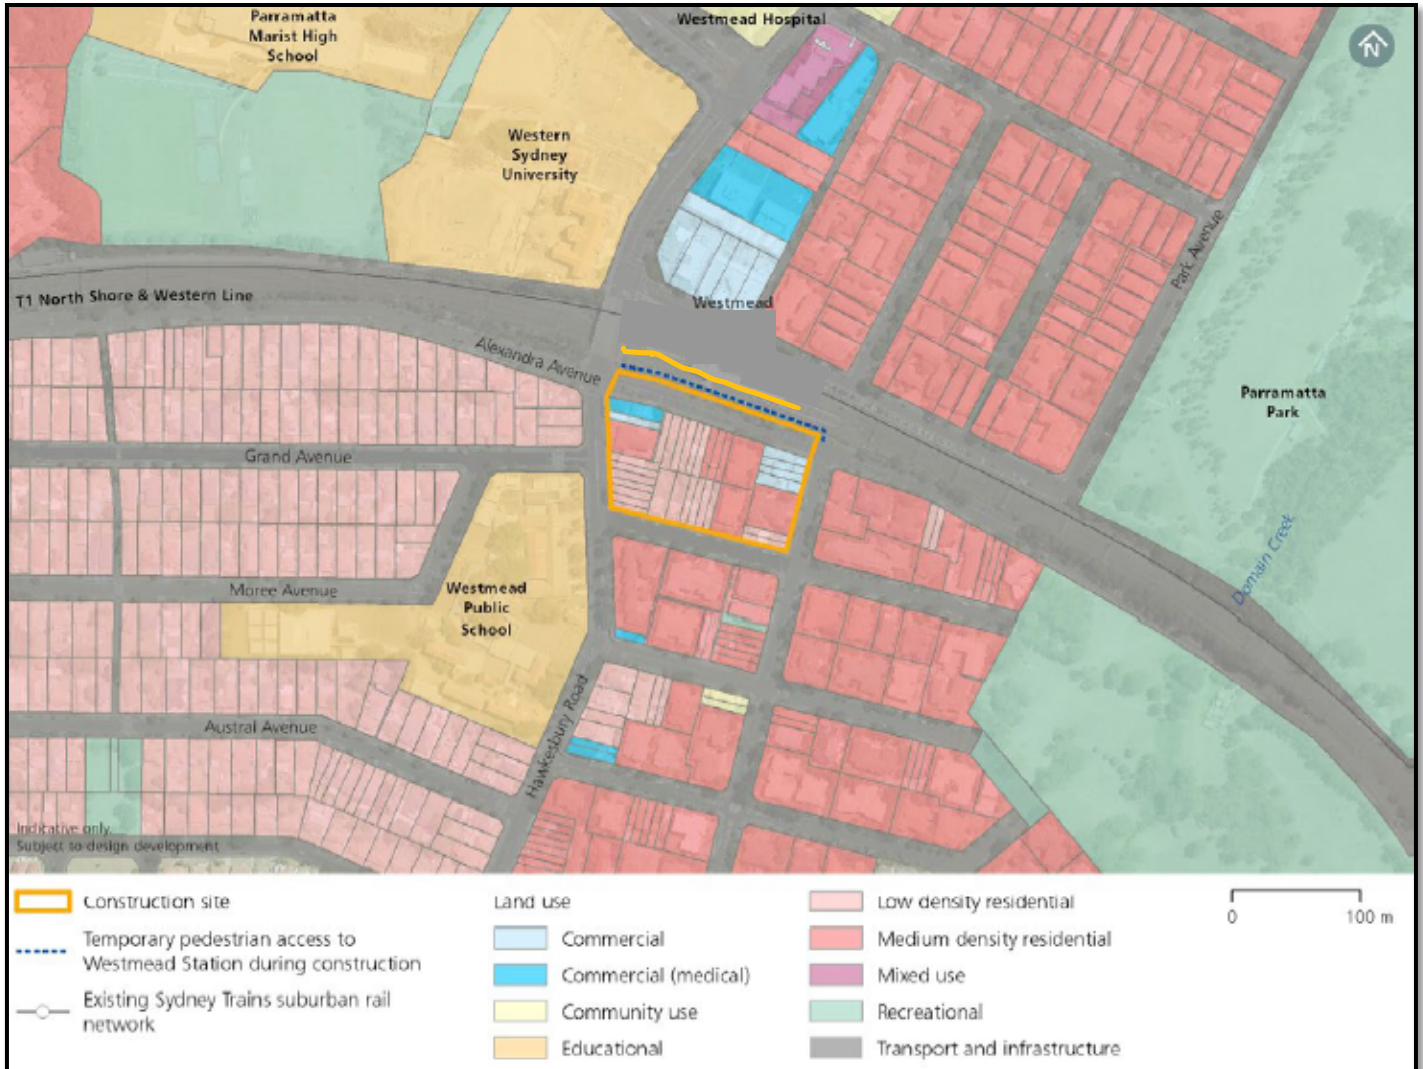 Parramatta
Marist High
School
Westmead Hospital
N
Western
Sydney
University
Park Avenue
T1 North Shore & Western Line
Westmead
Alexandra Avenue
Parramatta
Park
Grand Avenue
Domain Creek
Moree Avenue
Westmead
Public
School
Hawkesbury Road
Austral Avenue
Indicative only.
Subject to design development
Construction site
Temporary pedestrian access to
Westmead Station during construction
Existing Sydney Trains suburban rail
network
Land use
Commercial
Commercial (medical)
Community use
Educational
Low density residential
Medium density residential
Mixed use
Recreational
Transport and infrastructure
0 100 m